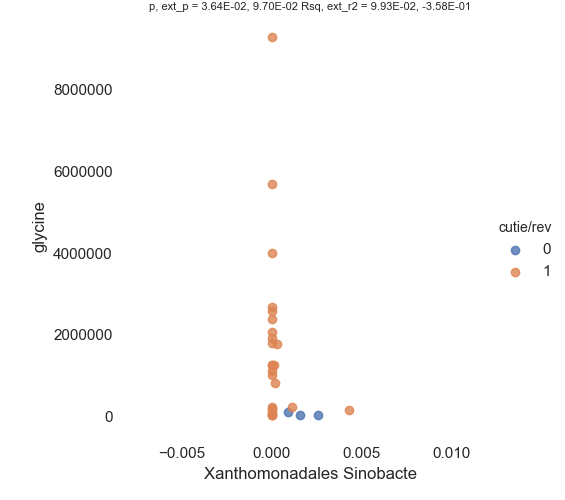 p, ext_p = 3.64E-02, 9.70E-02 Rsq, ext_r2 = 9.93E-02, -3.58E-01
8000000
6000000
4000000
2000000
0
glycine
cutie/rev
0
1
−0.005 0.000 0.005 0.010
Xanthomonadales Sinobacte